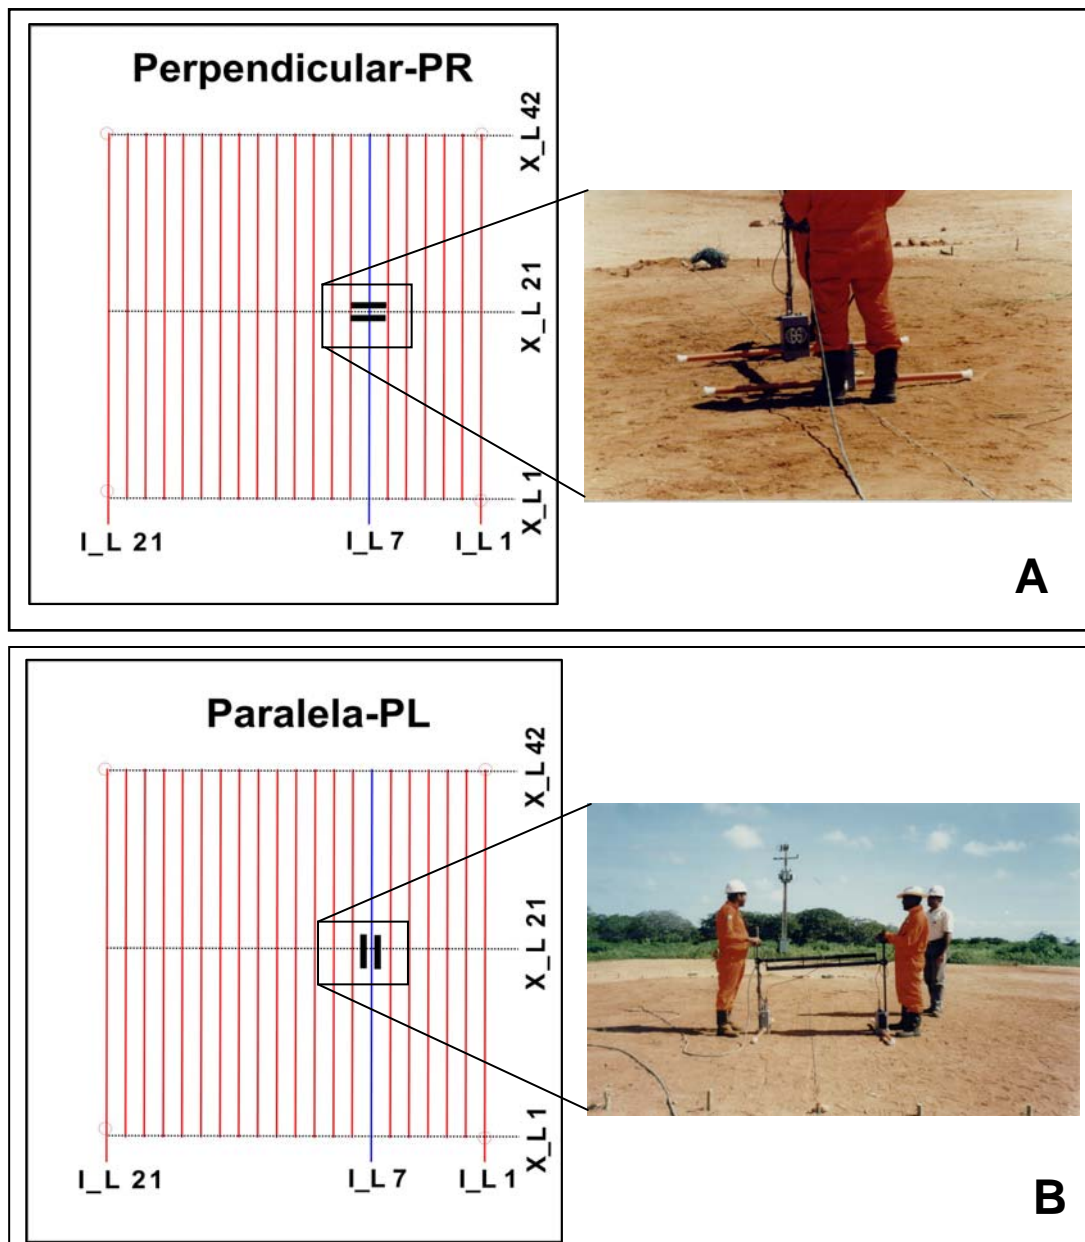 Perpendicular-PR
X_L 42
X_L 21
X_L 1
I_L 21
I_L 7
I_L 1
A
Paralela-PL
X_L 42
X_L 21
X_L 1
I_L 21
I_L 7
I_L 1
B